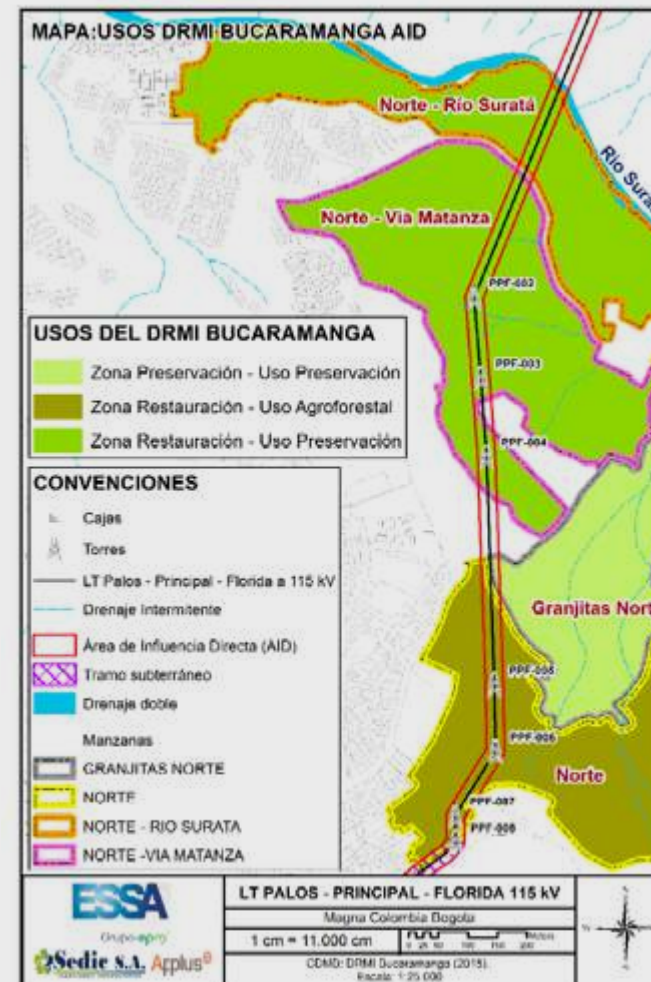 MAPA:USOS DRMI BUCARAMANGA AID
Norte - Río Suratá
Río Sura
Norte - Via Matanza
PPF-002
USOS DEL DRMI BUCARAMANGA
Zona Preservación - Uso Preservación
Zona Restauración - Uso Agroforestal
Zona Restauración - Uso Preservación
PPF-003
PPF-004
CONVENCIONES
Cajas
Torres
LT Palos - Principal - Florida a 115 kV
Drenaje Intermitente
Área de Influencia Directa (AID)
Tramo subterráneo
Drenaje doble
Manzanas
GRANJITAS NORTE
NORTE
NORTE - RIO SURATA
NORTE -VIA MATANZA
Granjitas Nort
PPF-005
PPF-006
Norte
PPF-007
PPF-008
ESSA
Grupo·epm
Sedic S.A. Applus
LT PALOS - PRINCIPAL - FLORIDA 115 kV
Magna Colombia Bogota
1 cm = 11.000 cm
DRMI Bucaramanga (2015).
Escala: 1:25.000